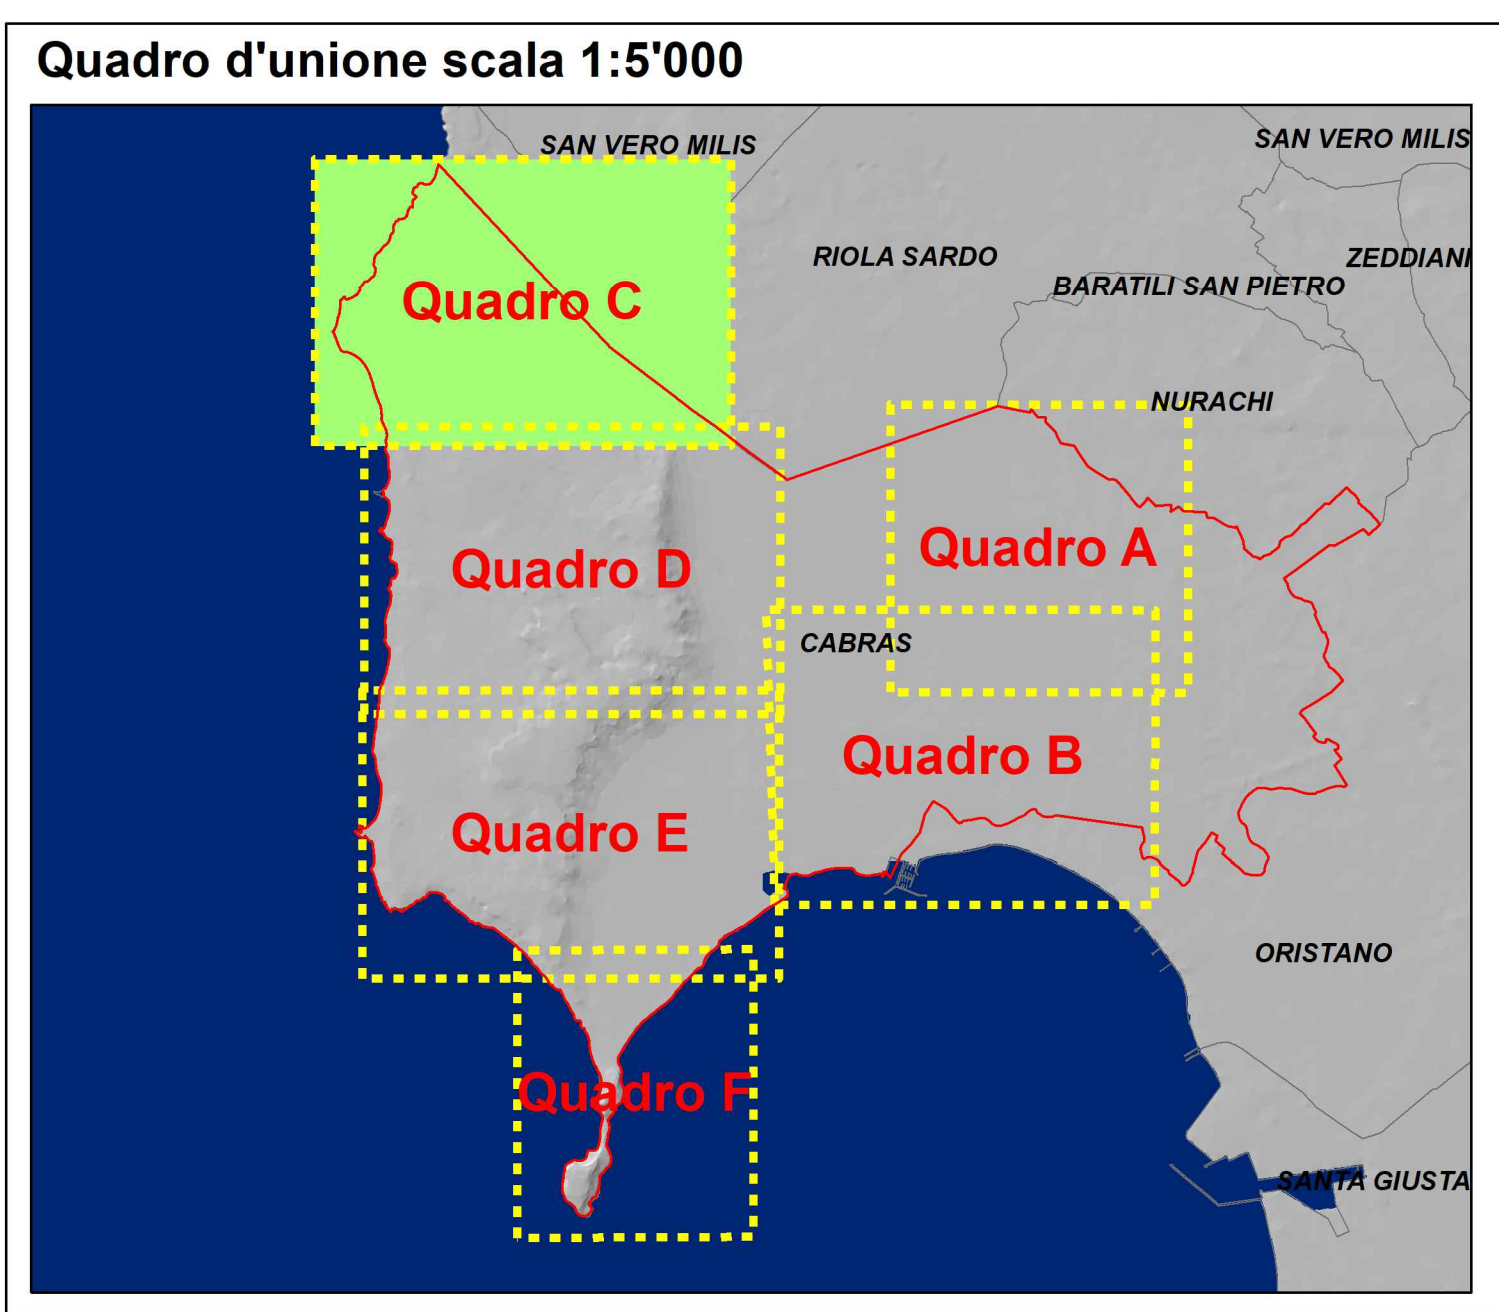 Quadro d'unione scala 1:5'000
SAN VERO MILIS
SAN VERO MILIS
RIOLA SARDO
ZEDDIANI
BARATILI SAN PIETRO
Quadro C
NURACHI
Quadro A
Quadro D
CABRAS
Quadro B
Quadro E
ORISTANO
Quadro F
SANTA GIUSTA